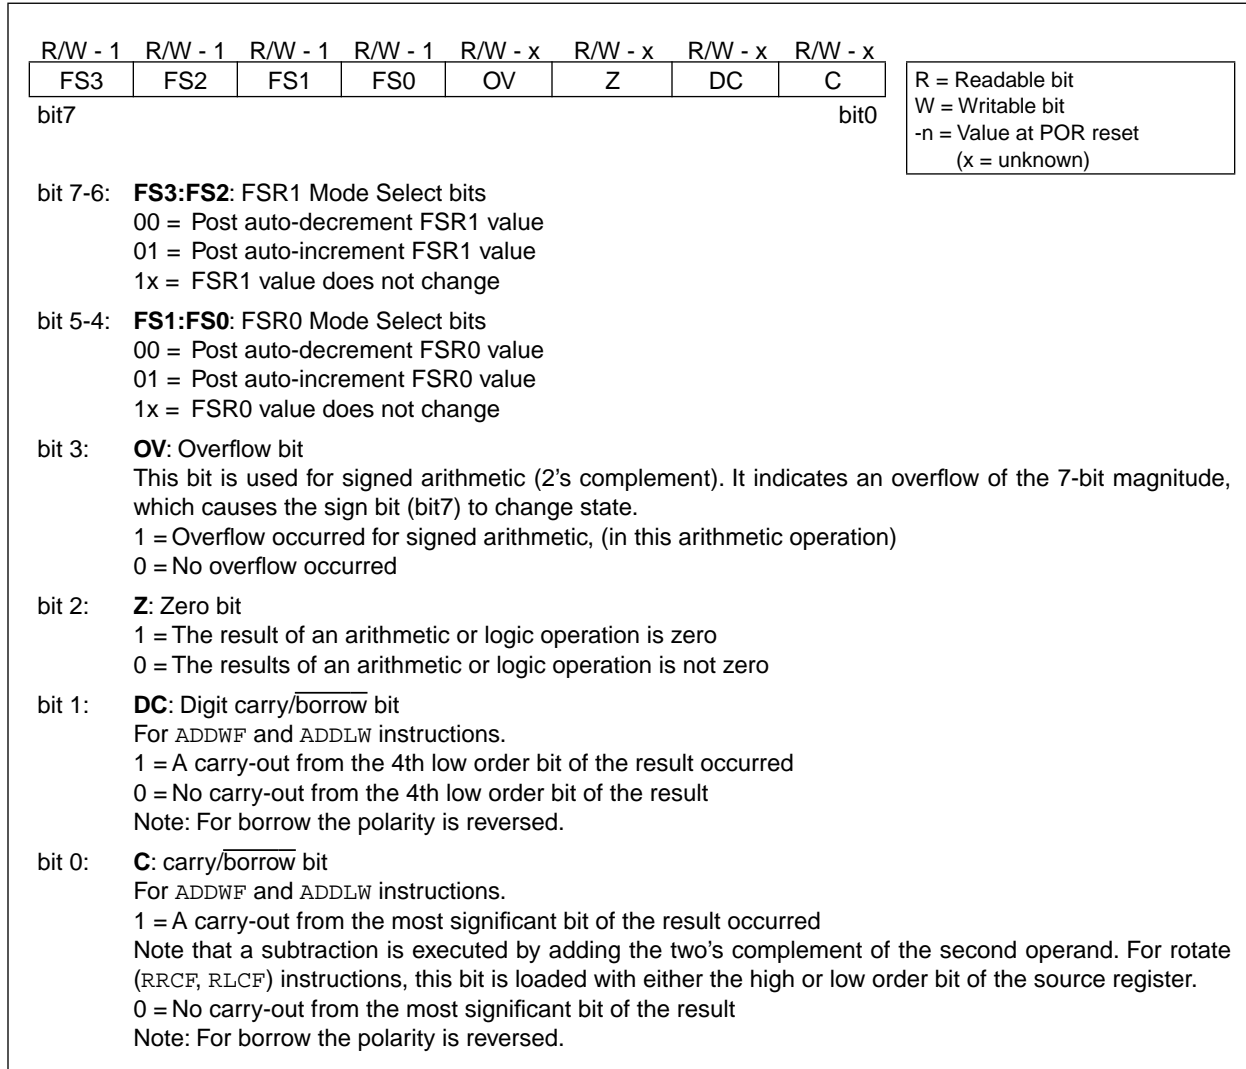 R/W - 1 R/W - 1 R/W - 1 R/W - 1 R/W - x R/W - x R/W - x R/W - x
FS3 FS2 FS1 FS0 OV Z DC C
bit7 bit0
R = Readable bit
W = Writable bit
-n = Value at POR reset
(x = unknown)
bit 7-6: FS3:FS2: FSR1 Mode Select bits
00 = Post auto-decrement FSR1 value
01 = Post auto-increment FSR1 value
1x = FSR1 value does not change
bit 5-4: FS1:FS0: FSR0 Mode Select bits
00 = Post auto-decrement FSR0 value
01 = Post auto-increment FSR0 value
1x = FSR0 value does not change
bit 3: OV: Overflow bit
This bit is used for signed arithmetic (2's complement). It indicates an overflow of the 7-bit magnitude,
which causes the sign bit (bit7) to change state.
1 = Overflow occurred for signed arithmetic, (in this arithmetic operation)
0 = No overflow occurred
bit 2: Z: Zero bit
1 = The result of an arithmetic or logic operation is zero
0 = The results of an arithmetic or logic operation is not zero
bit 1: DC: Digit carry/borrow bit
For ADDWF and ADDLW instructions.
1 = A carry-out from the 4th low order bit of the result occurred
0 = No carry-out from the 4th low order bit of the result
Note: For borrow the polarity is reversed.
bit 0: C: carry/borrow bit
For ADDWF and ADDLW instructions.
1 = A carry-out from the most significant bit of the result occurred
Note that a subtraction is executed by adding the two's complement of the second operand. For rotate
(RRCF, RLCF) instructions, this bit is loaded with either the high or low order bit of the source register.
0 = No carry-out from the most significant bit of the result
Note: For borrow the polarity is reversed.